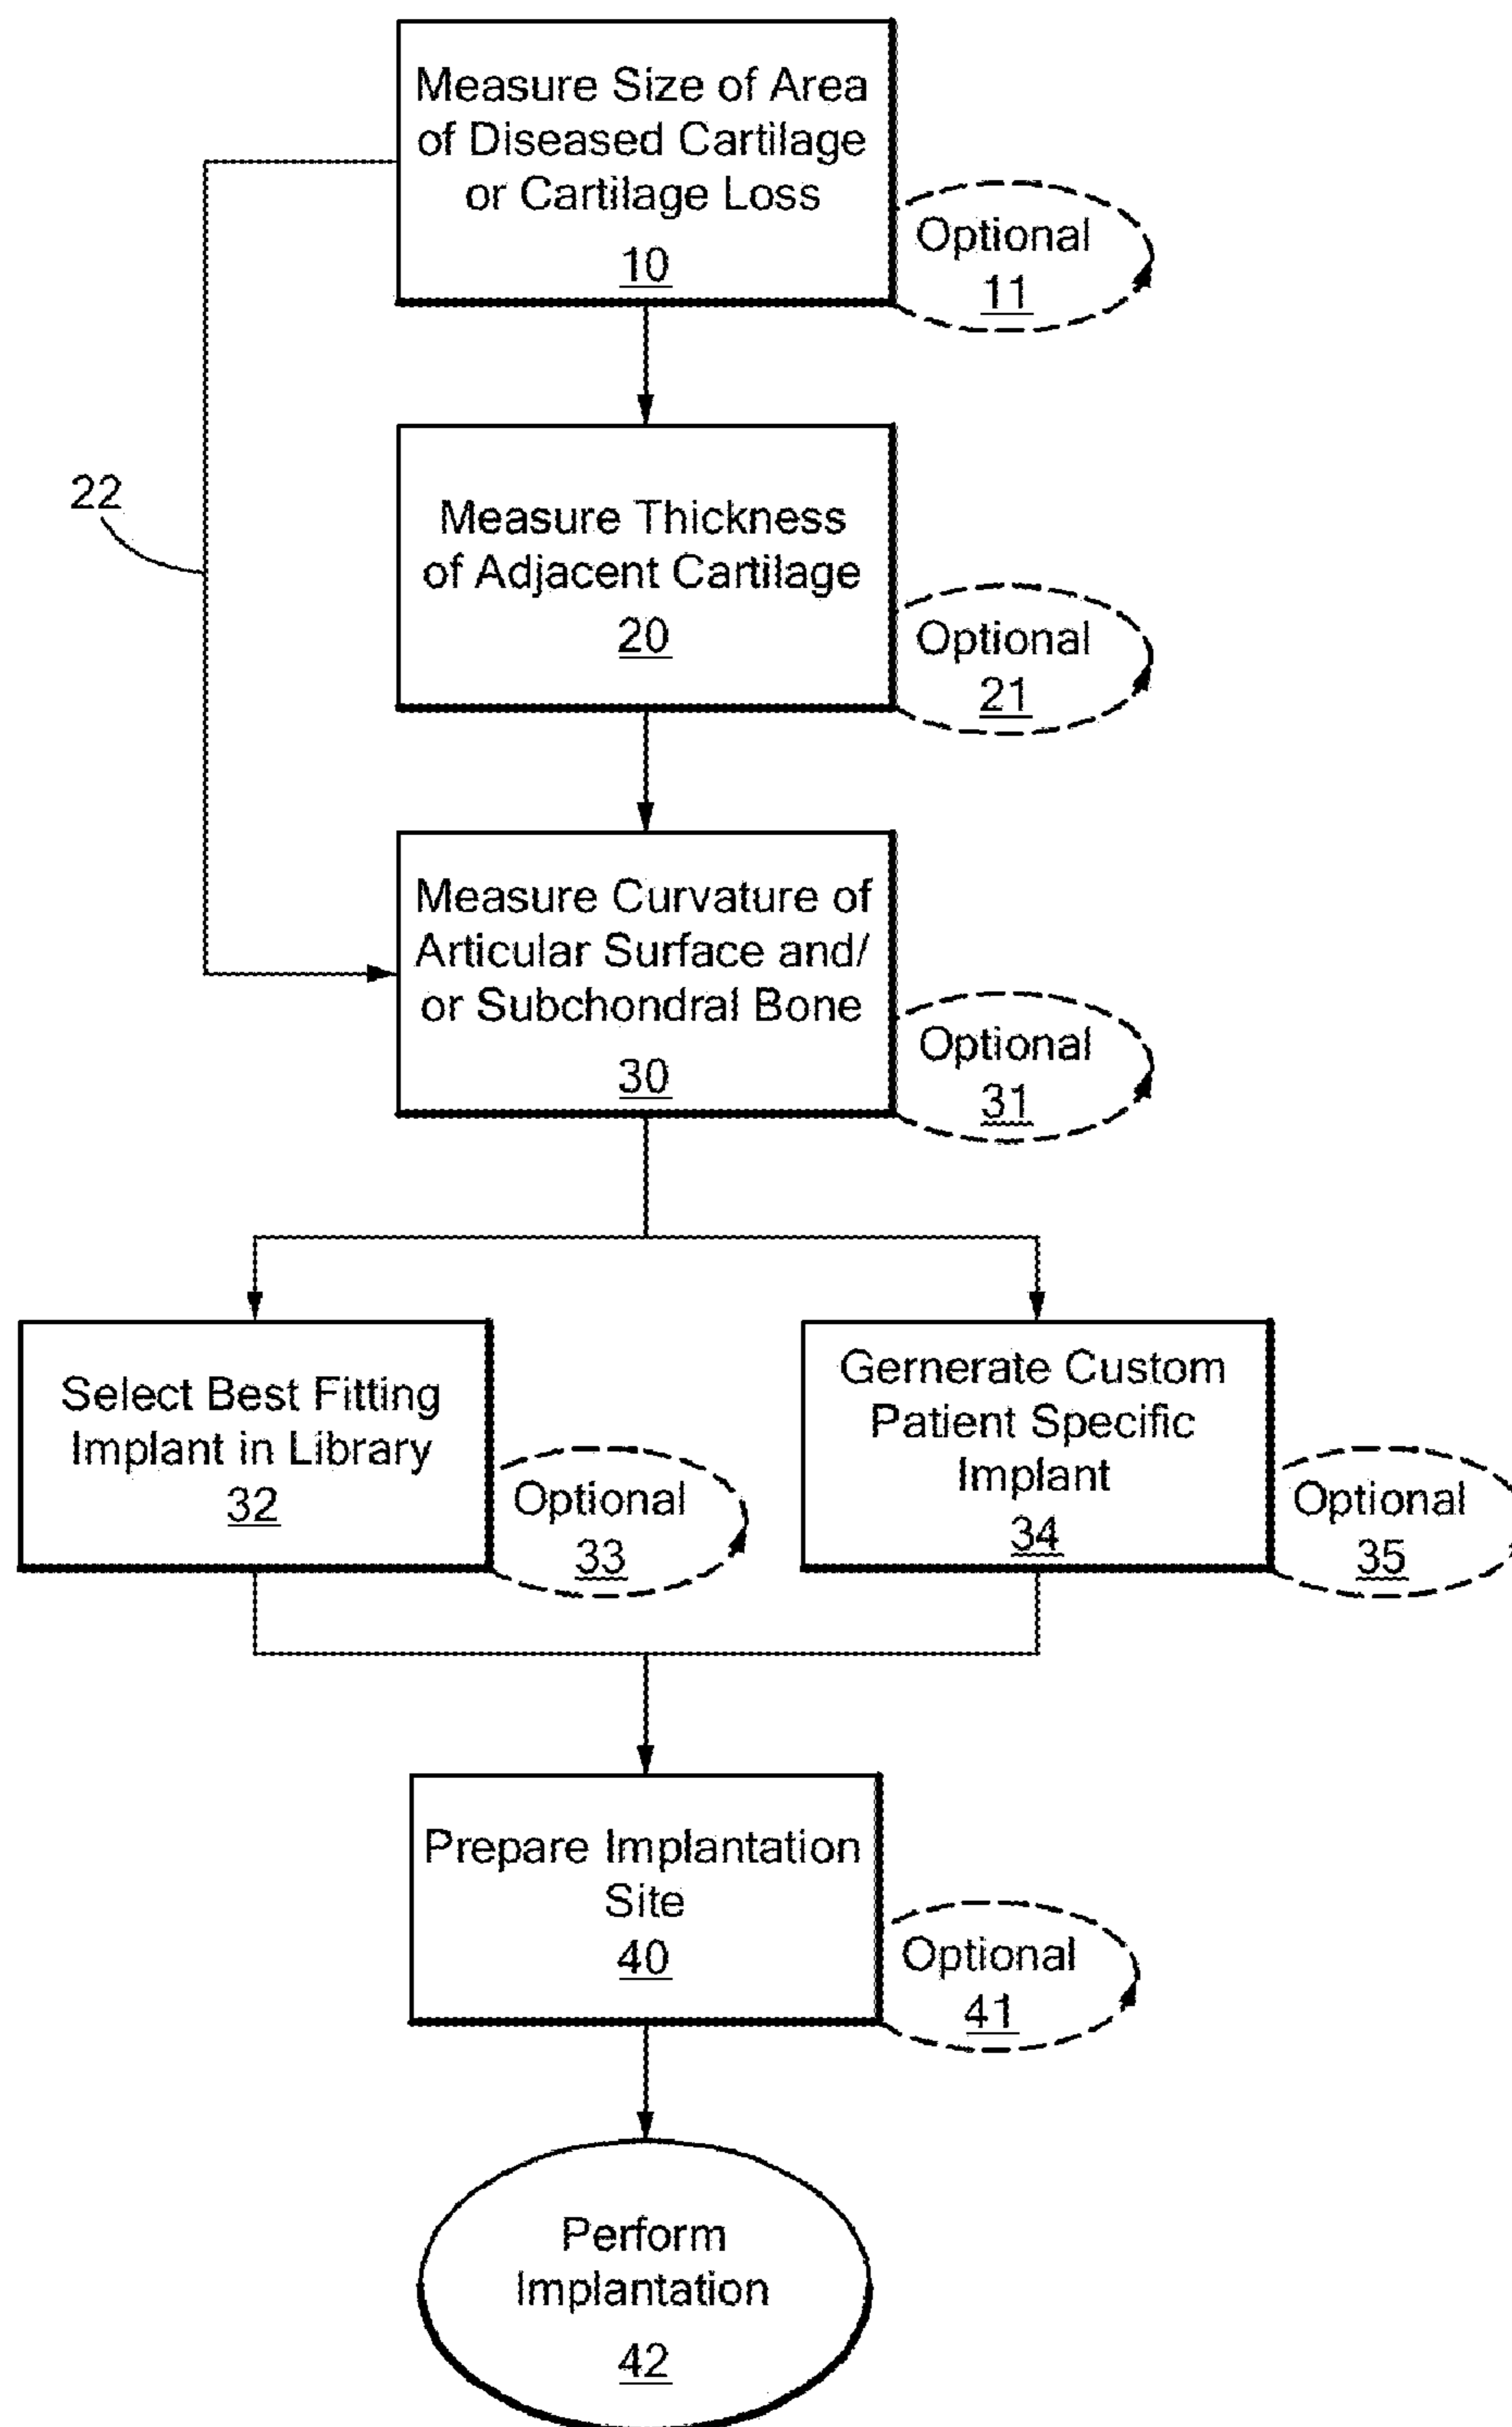 Measure Size of Area
of Diseased Cartilage
or Cartilage Loss
10
Optional
11
22
Measure Thickness
of Adjacent Cartilage
20
Optional
21
Measure Curvature of
Articular Surface and/
or Subchondral Bone
30
Optional
31
Select Best Fitting
Implant in Library
32
Optional
33
Gernerate Custom
Patient Specific
Implant
34
Optional
35
Prepare Implantation
Site
40
Optional
41
Perform
Implantation
42